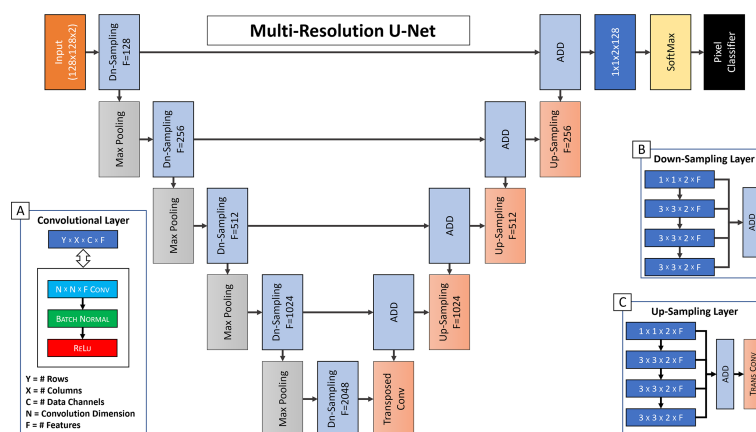 Multi-Resolution U-Net
Input
(128x128x2)
Dn-Sampling
F=128
ADD
1x1x2x128
SoftMax
Pixel
Classifier
Max Pooling
Dn-Sampling
F=256
ADD
Up-Sampling
F=256
Max Pooling
Dn-Sampling
F=512
ADD
Up-Sampling
F=512
Max Pooling
Dn-Sampling
F=1024
ADD
Up-Sampling
F=1024
Max Pooling
Dn-Sampling
F=2048
Transposed
Conv
A
Convolutional Layer
Y x X x C x F
N x N x F CONV
BATCH NORMAL
RELU
Y = # Rows
X = # Columns
C = # Data Channels
N = Convolution Dimension
F = # Features
B
Down-Sampling Layer
1 x 1 x 2 x F
3 x 3 x 2 x F
3 x 3 x 2 x F
3 x 3 x 2 x F
ADD
C
Up-Sampling Layer
1 x 1 x 2 x F
3 x 3 x 2 x F
3 x 3 x 2 x F
3 x 3 x 2 x F
ADD
TRANS CONV